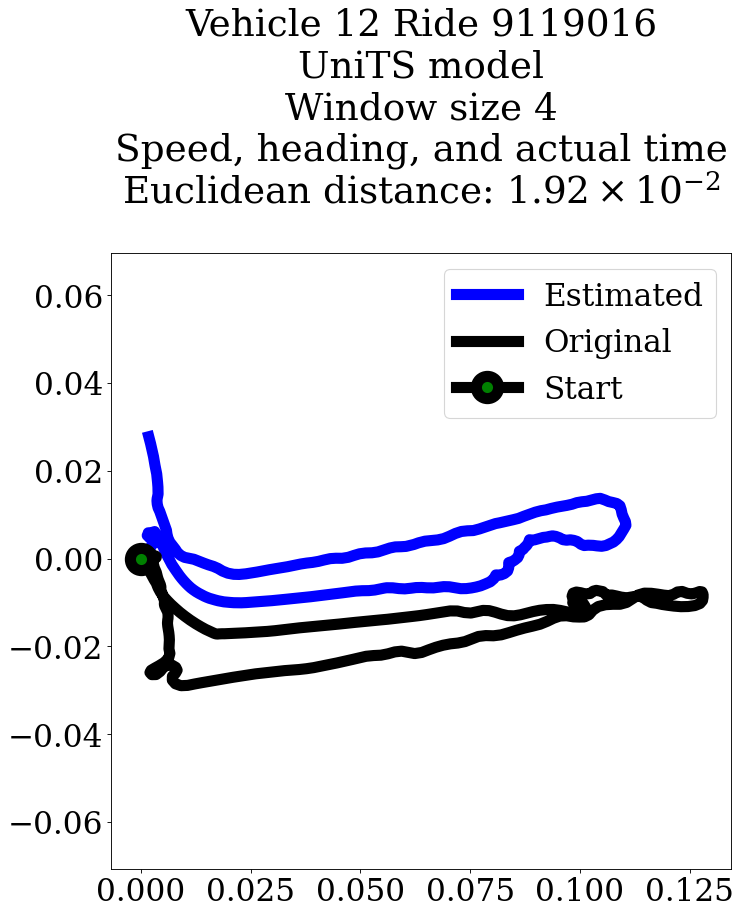 Vehicle 12 Ride 9119016
UniTS model
Window size 4
Speed, heading, and actual time
Euclidean distance: 1.92 × 10⁻²
Estimated
Original
Start
0.06
0.04
0.02
0.00
−0.02
−0.04
−0.06
0.000 0.025 0.050 0.075 0.100 0.125